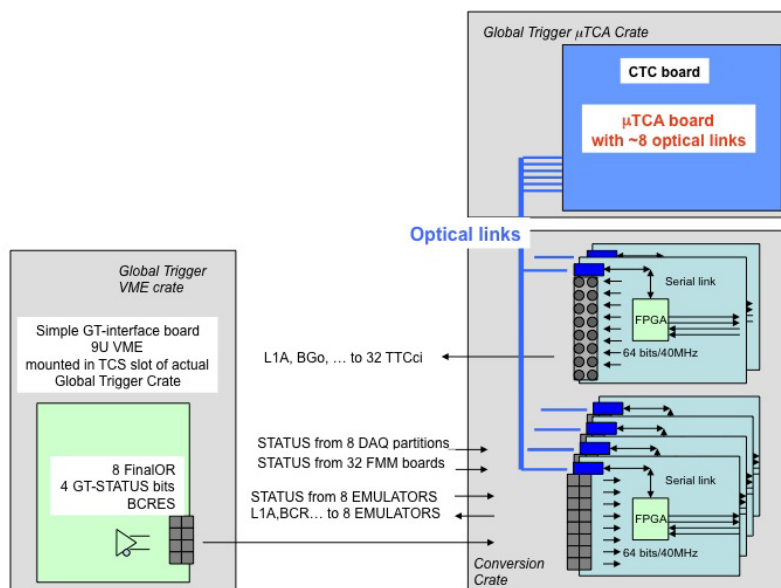 Global Trigger µTCA Crate
CTC board
µTCA board
with ~8 optical links
Optical links
Global Trigger
VME crate
Simple GT-interface board
9U VME
mounted in TCS slot of actual
Global Trigger Crate
Serial link
FPGA
64 bits/40MHz
L1A, BGo, ... to 32 TTCci
8 FinalOR
4 GT-STATUS bits
BCRES
STATUS from 8 DAQ partitions
STATUS from 32 FMM boards
STATUS from 8 EMULATORS
L1A,BCR... to 8 EMULATORS
Serial link
FPGA
64 bits/40MHz
Conversion
Crate